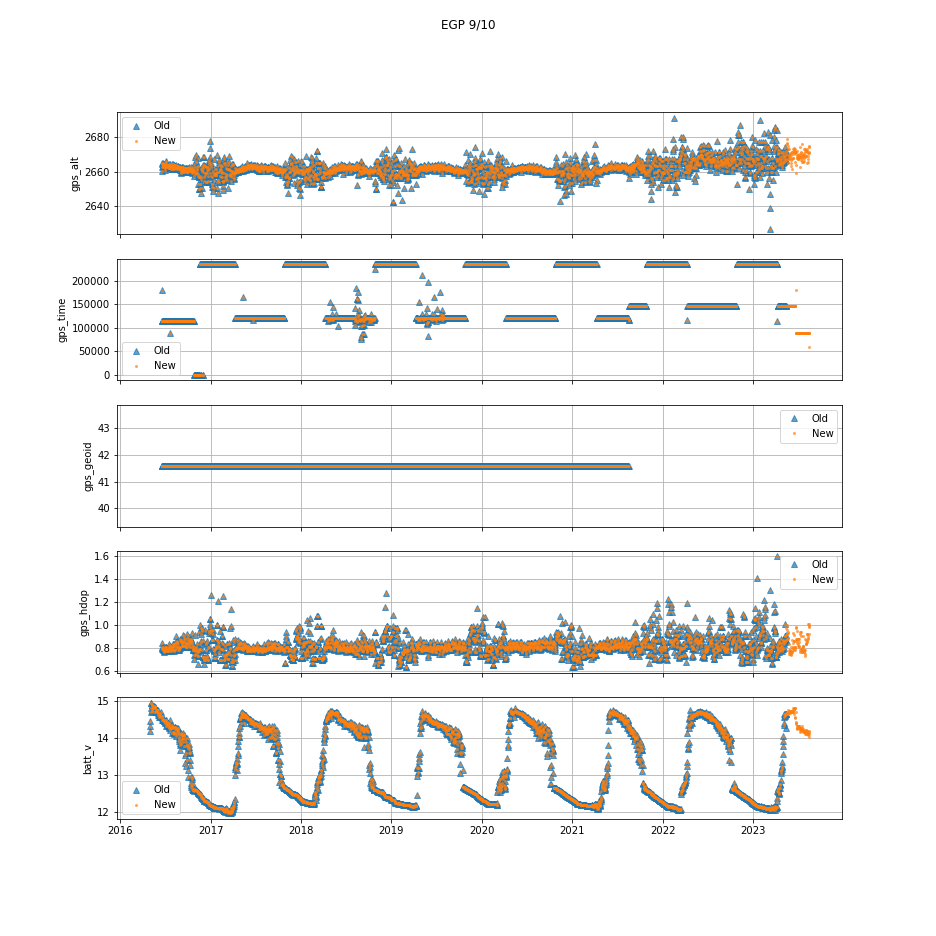 EGP 9/10
gps_alt
2680
2660
2640
Old
New
gps_time
200000
150000
100000
50000
0
Old
New
gps_geoid
43
42
41
40
Old
New
gps_hdop
1.6
1.4
1.2
1.0
0.8
0.6
Old
New
batt_v
15
14
13
12
Old
New
2016 2017 2018 2019 2020 2021 2022 2023